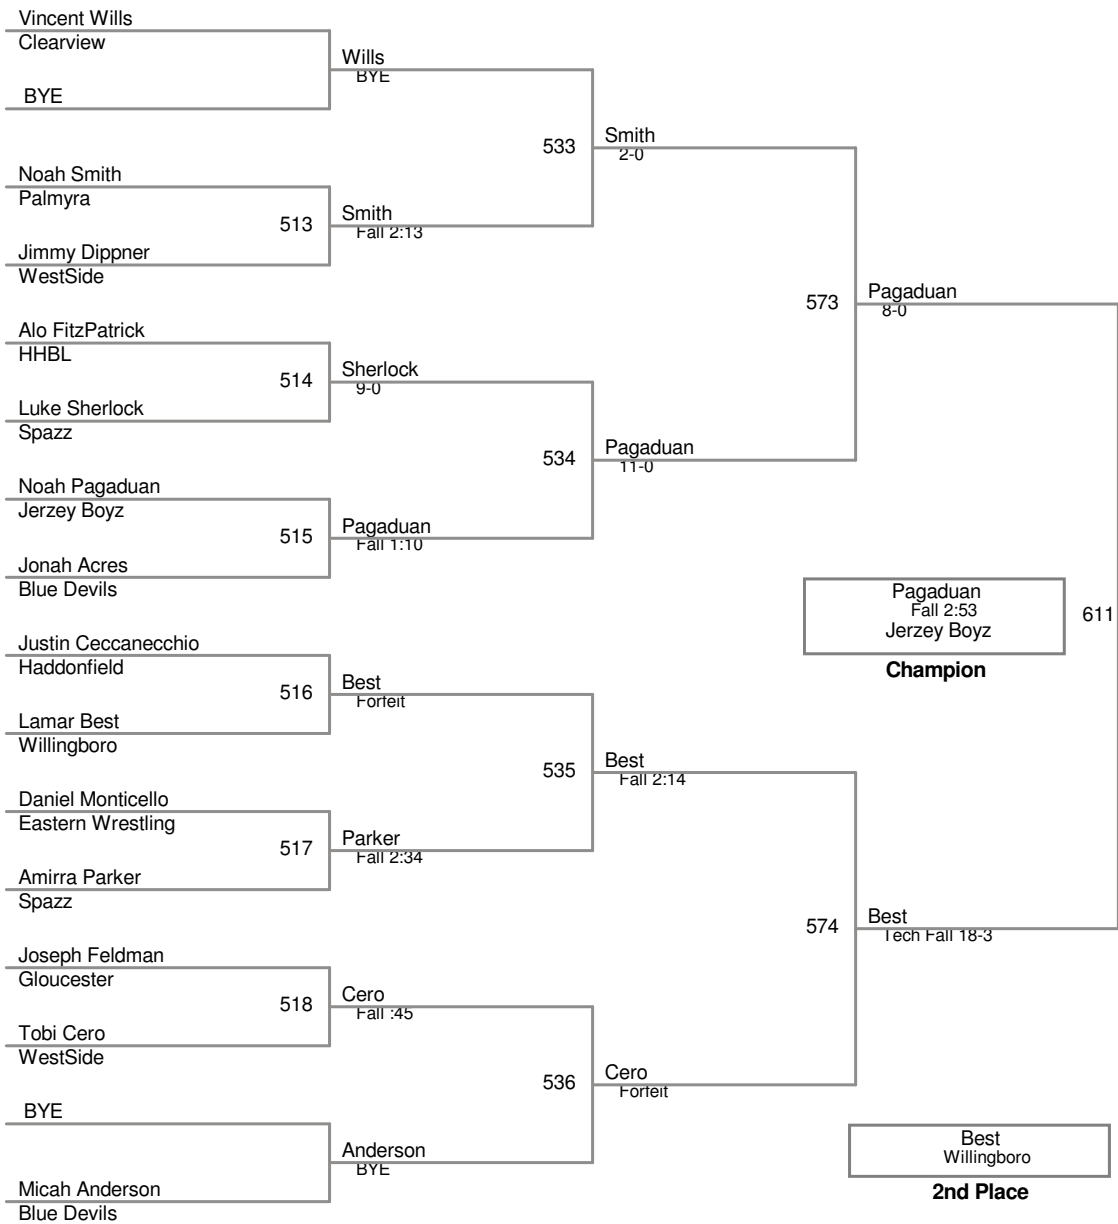 Vincent Wills
Clearview
BYE
Wills
BYE
533
Smith
2-0
Noah Smith
Palmyra
513
Smith
Fall 2:13
Jimmy Dippner
WestSide
573
Pagaduan
8-0
Alo FitzPatrick
HHBL
514
Sherlock
9-0
Luke Sherlock
Spazz
534
Pagaduan
11-0
Noah Pagaduan
Jerzey Boyz
515
Pagaduan
Fall 1:10
Jonah Acres
Blue Devils
Pagaduan
Fall 2:53
Jerzey Boyz
611
Champion
Justin Ceccanecchio
Haddonfield
516
Best
Forfeit
Lamar Best
Willingboro
535
Best
Fall 2:14
Daniel Monticello
Eastern Wrestling
517
Parker
Fall 2:34
Amirra Parker
Spazz
574
Best
Tech Fall 18-3
Joseph Feldman
Gloucester
518
Cero
Fall :45
Tobi Cero
WestSide
536
Cero
Forfeit
BYE
Anderson
BYE
Micah Anderson
Blue Devils
Best
Willingboro
2nd Place